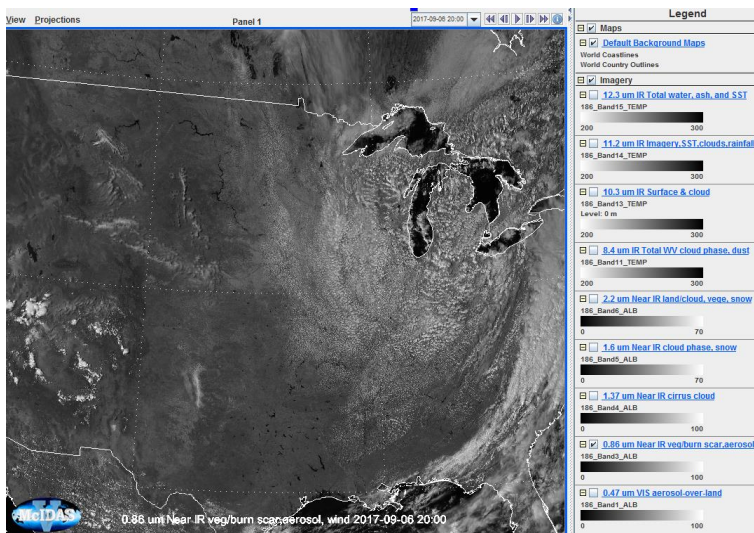 View Projections
Panel 1
2017-09-06 20:00
McIDAS
0.86 um Near IR veg/burn scar,aerosol, wind 2017-09-06 20:00
Legend
Maps
Default Background Maps
World Coastlines
World Country Outlines
Imagery
12.3 um IR Total water, ash, and SST
186_Band15_TEMP
200 300
11.2 um IR Imagery,SST,clouds,rainfall
186_Band14_TEMP
200 300
10.3 um IR Surface & cloud
186_Band13_TEMP
Level: 0 m
200 300
8.4 um IR Total WV cloud phase, dust
186_Band11_TEMP
200 300
2.2 um Near IR land/cloud, vege, snow
186_Band6_ALB
0 70
1.6 um Near IR cloud phase, snow
186_Band5_ALB
0 70
1.37 um Near IR cirrus cloud
186_Band4_ALB
0 100
0.86 um Near IR veg/burn scar,aerosol
186_Band3_ALB
0 100
0.47 um VIS aerosol-over-land
186_Band1_ALB
0 100